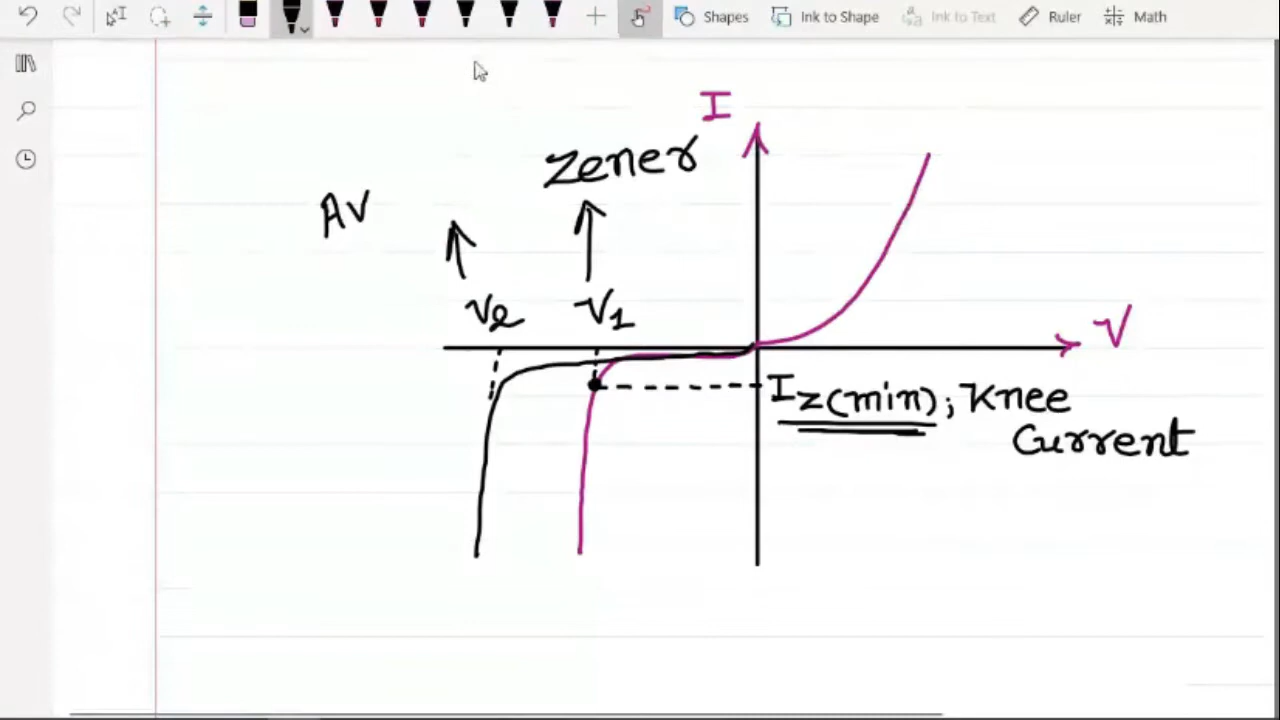 Shapes Ink to Shape Ink to Text Ruler Math
I
Zener
AV
V2 V1
V
Iz(min); Knee
Current